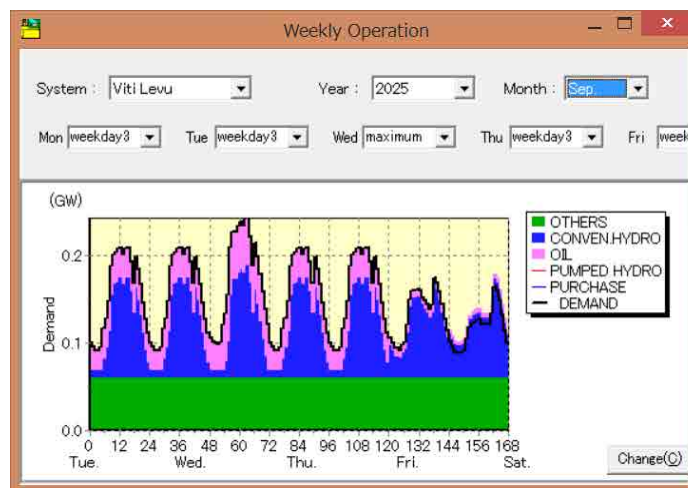 Weekly Operation
System : Viti Levu Year : 2025 Month : Sep.
Mon weekday3 Tue weekday3 Wed maximum Thu weekday3 Fri week
(GW)
OTHERS
CONVEN.HYDRO
OIL
PUMPED HYDRO
PURCHASE
DEMAND
0.2
0.1
0.0
Demand
0 12 24 36 48 60 72 84 96 108 120 132 144 156 168
Tue. Wed. Thu. Fri. Sat.
Change(C)